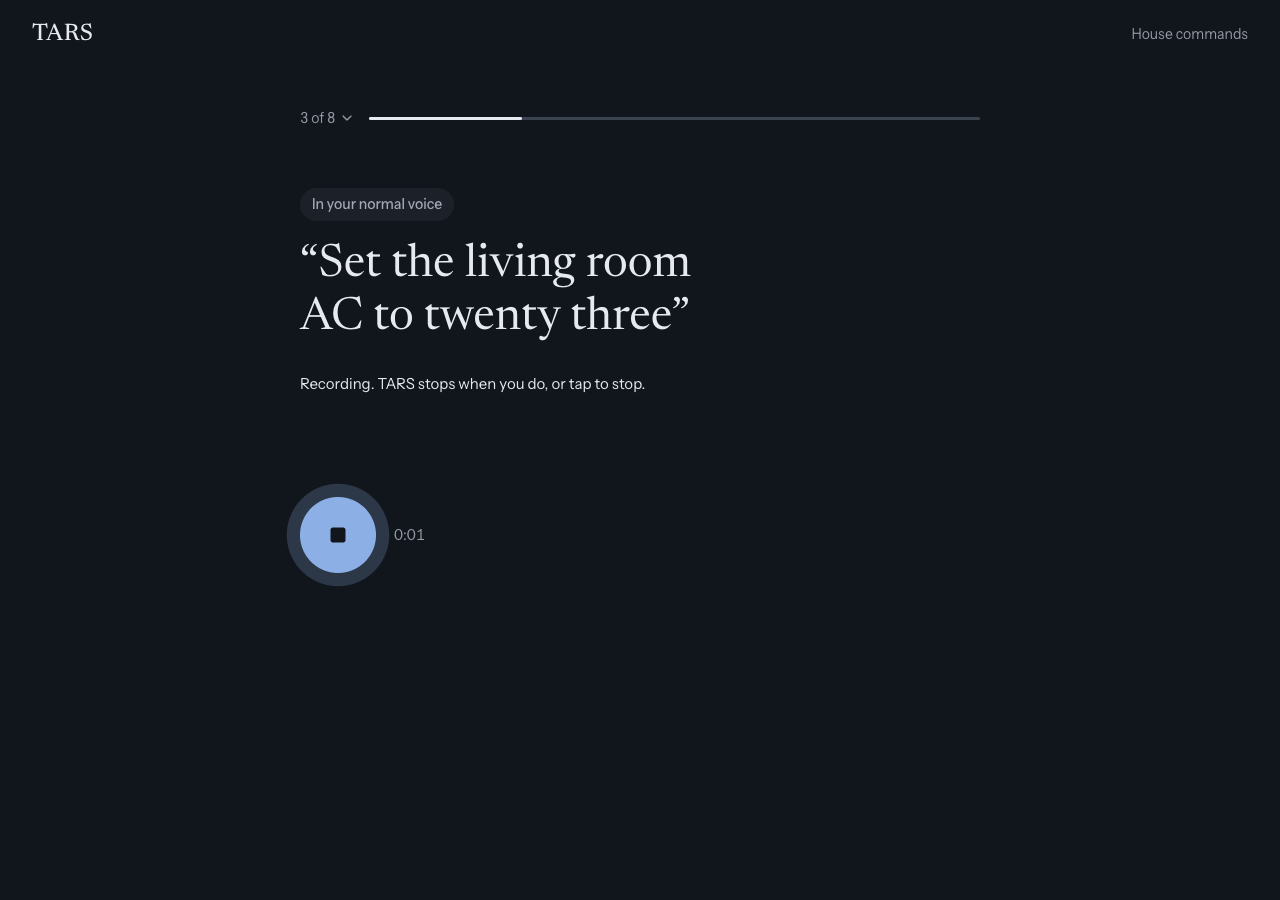 TARS
House commands
3 of 8
In your normal voice
“Set the living room
AC to twenty three”
Recording. TARS stops when you do, or tap to stop.
0:01